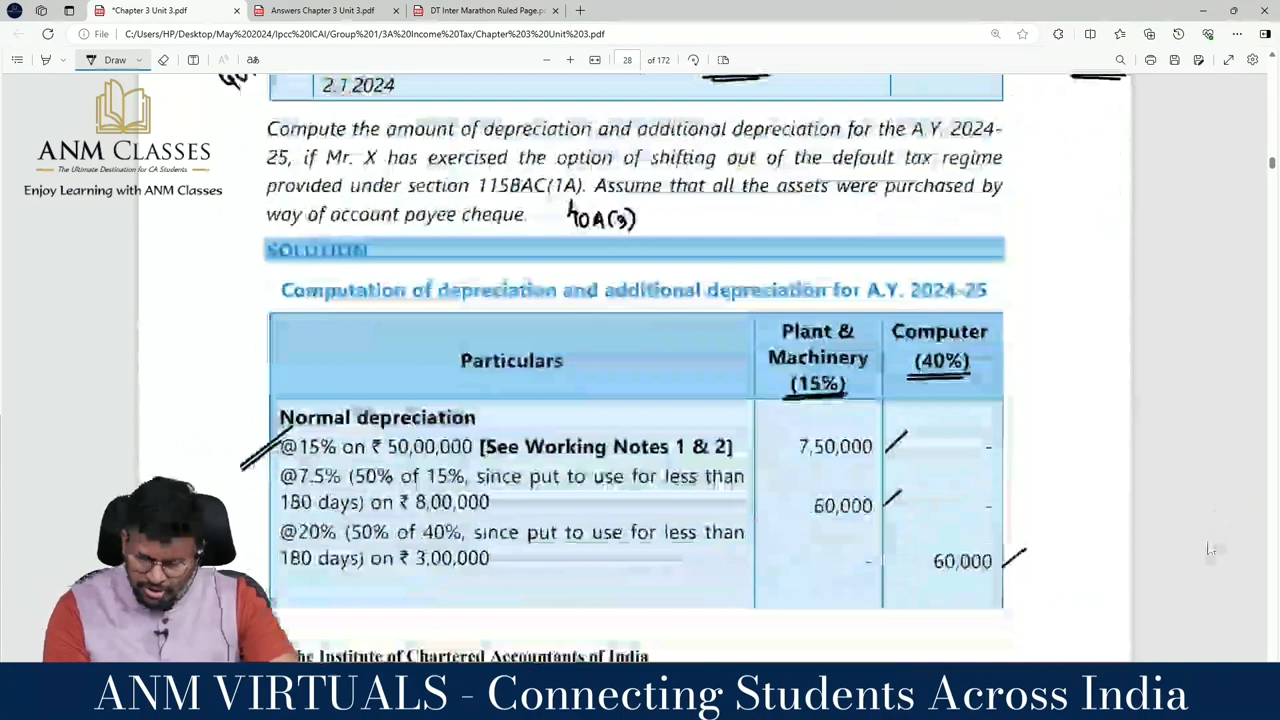 *Chapter 3 Unit 3.pdf
Answers Chapter 3 Unit 3.pdf
DT Inter Marathon Ruled Page.p
File
C:/Users/HP/Desktop/May%202024/Ipcc%20ICAI/Group%201/3A%20Income%20Tax/Chapter%203%20Unit%203.pdf
Draw
28 of 172
ANM CLASSES
The Ultimate Destination for CA Students
Enjoy Learning with ANM Classes
2.1.2024
Compute the amount of depreciation and additional depreciation for the A.Y. 2024-
25, if Mr. X has exercised the option of shifting out of the default tax regime
provided under section 115BAC(1A). Assume that all the assets were purchased by
way of account payee cheque.
40A(3)
SOLUTION
Computation of depreciation and additional depreciation for A.Y. 2024-25
Particulars
Plant &
Machinery
(15%)
Computer
(40%)
Normal depreciation
@15% on ₹ 50,00,000 [See Working Notes 1 & 2] 7,50,000 -
@7.5% (50% of 15%, since put to use for less than
180 days) on ₹ 8,00,000 60,000 -
@20% (50% of 40%, since put to use for less than
180 days) on ₹ 3,00,000 - 60,000
he Institute of Chartered Accountants of India
ANM VIRTUALS - Connecting Students Across India